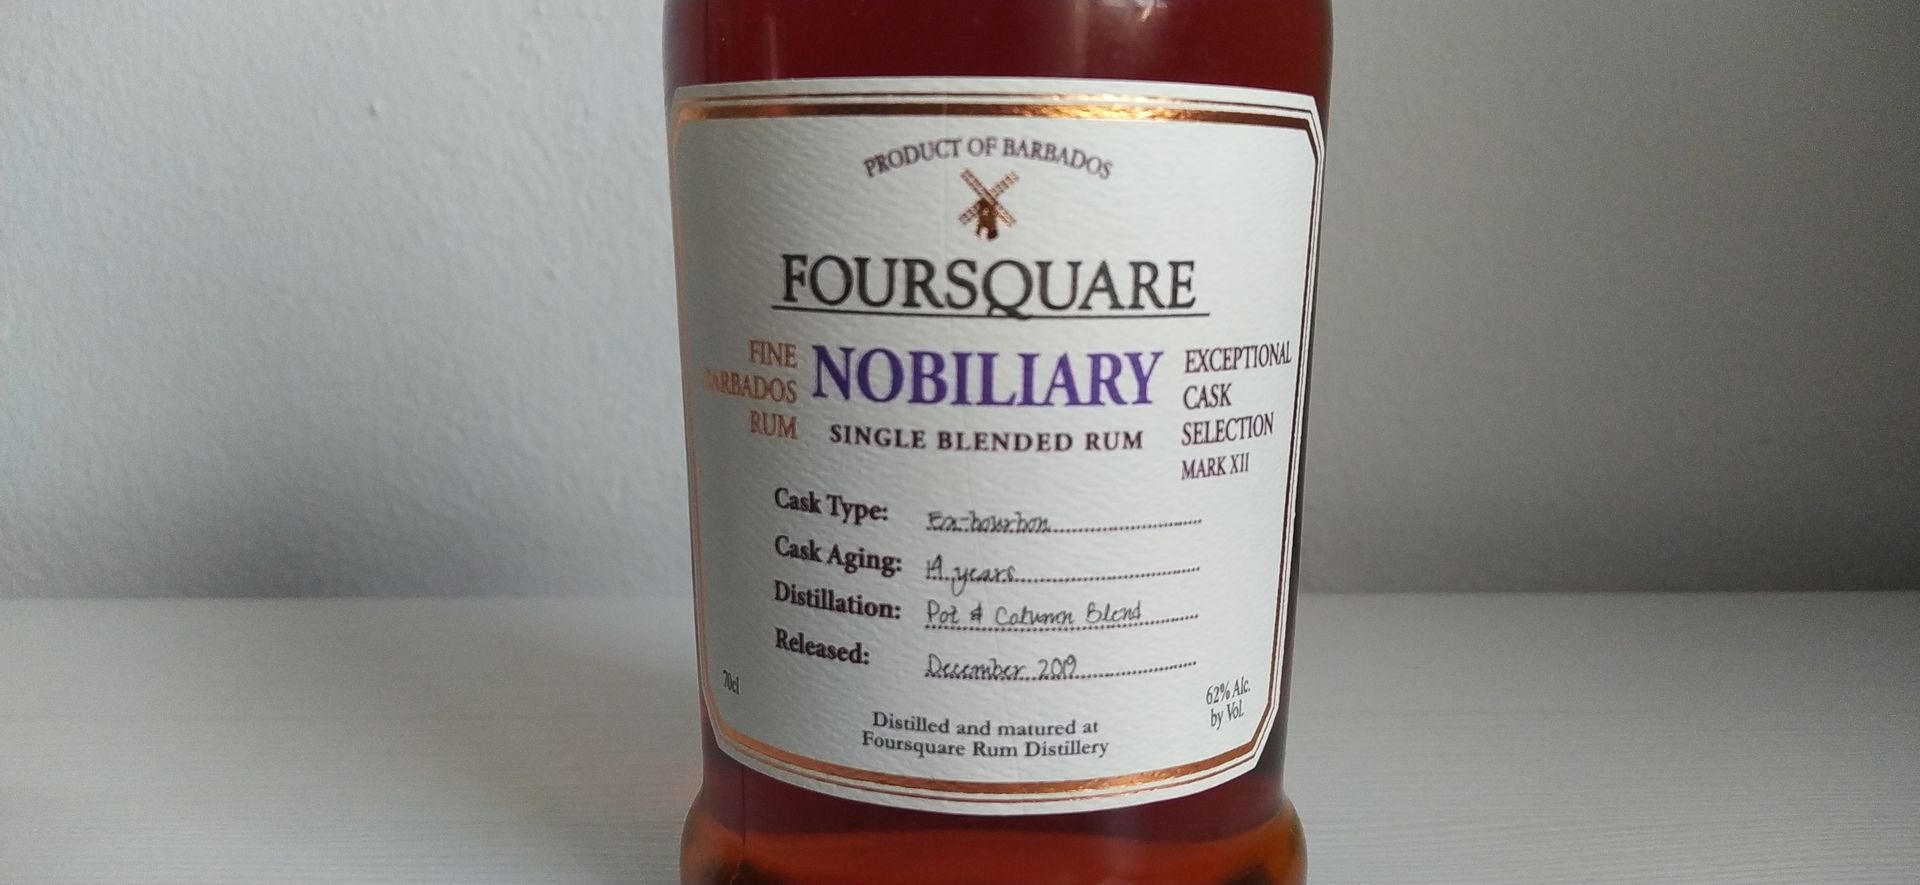 PRODUCT OF BARBADOS
FOURSQUARE
FINE
BARBADOS
RUM
NOBILIARY
SINGLE BLENDED RUM
EXCEPTIONAL
CASK
SELECTION
MARK XII
Cask Type: Ex-bourbon
Cask Aging: 14 years
Distillation: Pot & Column Blend
Released: December 2019
70cl
62% Alc.
by Vol.
Distilled and matured at
Foursquare Rum Distillery